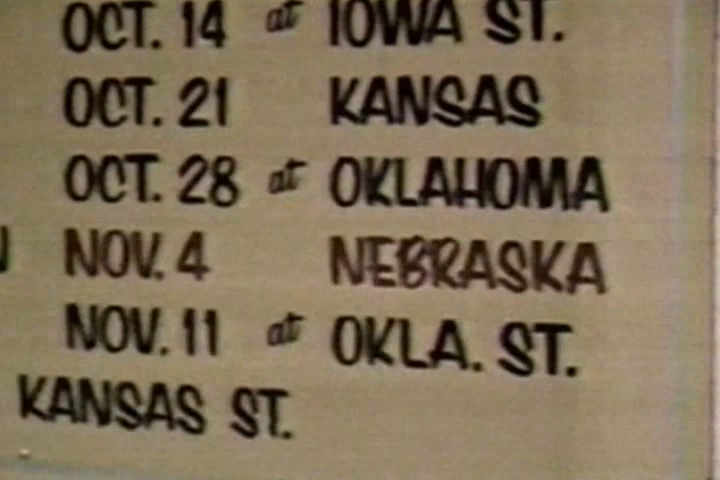 OCT. 14 at IOWA ST.
OCT. 21 KANSAS
OCT. 28 at OKLAHOMA
NOV. 4 NEBRASKA
NOV. 11 at OKLA. ST.
KANSAS ST.